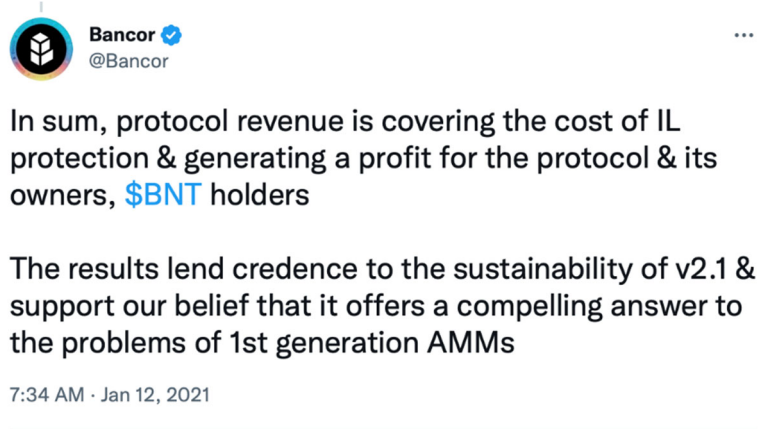 Bancor
@Bancor
In sum, protocol revenue is covering the cost of IL
protection & generating a profit for the protocol & its
owners, $BNT holders
The results lend credence to the sustainability of v2.1 &
support our belief that it offers a compelling answer to
the problems of 1st generation AMMs
7:34 AM · Jan 12, 2021